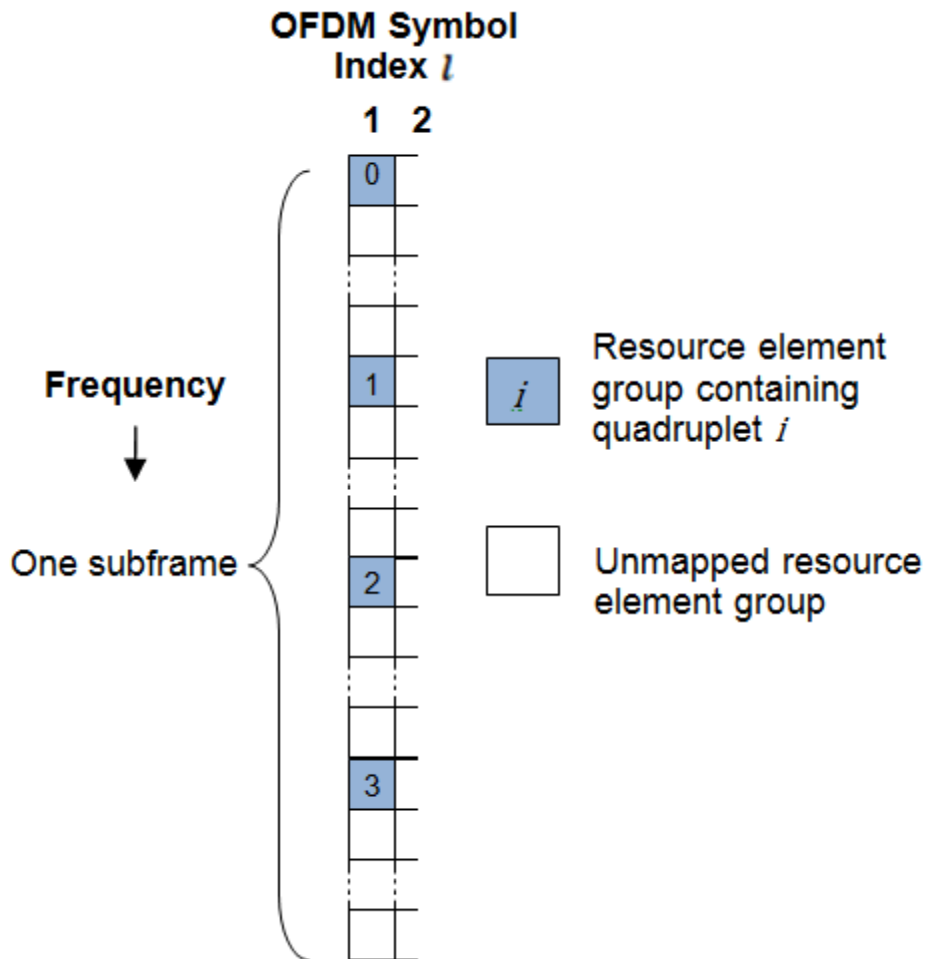 OFDM Symbol
Index l
1 2
0
1
2
3
Frequency
One subframe
i
Resource element
group containing
quadruplet i
Unmapped resource
element group